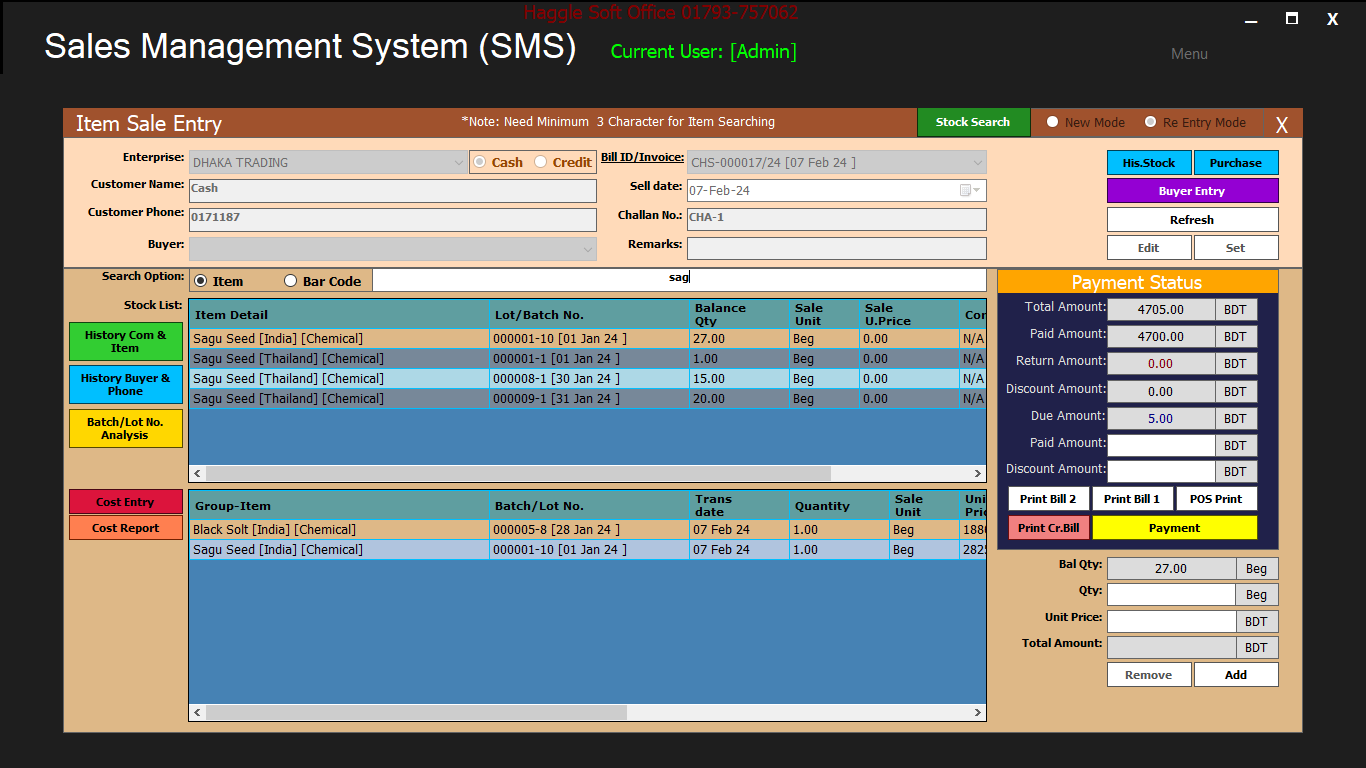 Haggle Soft Office 01793-757062
Sales Management System (SMS) Current User: [Admin]
X
Menu
Item Sale Entry *Note: Need Minimum 3 Character for Item Searching Stock Search New Mode Re Entry Mode X
Enterprise: DHAKA TRADING Cash Credit Bill ID/Invoice: CHS-000017/24 [07 Feb 24 ] His.Stock Purchase
Customer Name: Cash Sell date: 07-Feb-24 Buyer Entry
Customer Phone: 0171187 Challan No.: CHA-1 Refresh
Buyer: Remarks: Edit Set
Search Option: Item Bar Code sag
Stock List:
History Com & Item
History Buyer & Phone
Batch/Lot No. Analysis
Item Detail Lot/Batch No. Balance Qty Sale Unit Sale U.Price Cor
Sagu Seed [India] [Chemical] 000001-10 [01 Jan 24 ] 27.00 Beg 0.00 N/A
Sagu Seed [Thailand] [Chemical] 000001-1 [01 Jan 24 ] 1.00 Beg 0.00 N/A
Sagu Seed [Thailand] [Chemical] 000008-1 [30 Jan 24 ] 15.00 Beg 0.00 N/A
Sagu Seed [Thailand] [Chemical] 000009-1 [31 Jan 24 ] 20.00 Beg 0.00 N/A
Cost Entry
Cost Report
Group-Item Batch/Lot No. Trans date Quantity Sale Unit Uni Pric
Black Solt [India] [Chemical] 000005-8 [28 Jan 24 ] 07 Feb 24 1.00 Beg 188
Sagu Seed [India] [Chemical] 000001-10 [01 Jan 24 ] 07 Feb 24 1.00 Beg 282
Payment Status
Total Amount: 4705.00 BDT
Paid Amount: 4700.00 BDT
Return Amount: 0.00 BDT
Discount Amount: 0.00 BDT
Due Amount: 5.00 BDT
Paid Amount: BDT
Discount Amount: BDT
Print Bill 2 Print Bill 1 POS Print
Print Cr.Bill Payment
Bal Qty: 27.00 Beg
Qty: Beg
Unit Price: BDT
Total Amount: BDT
Remove Add